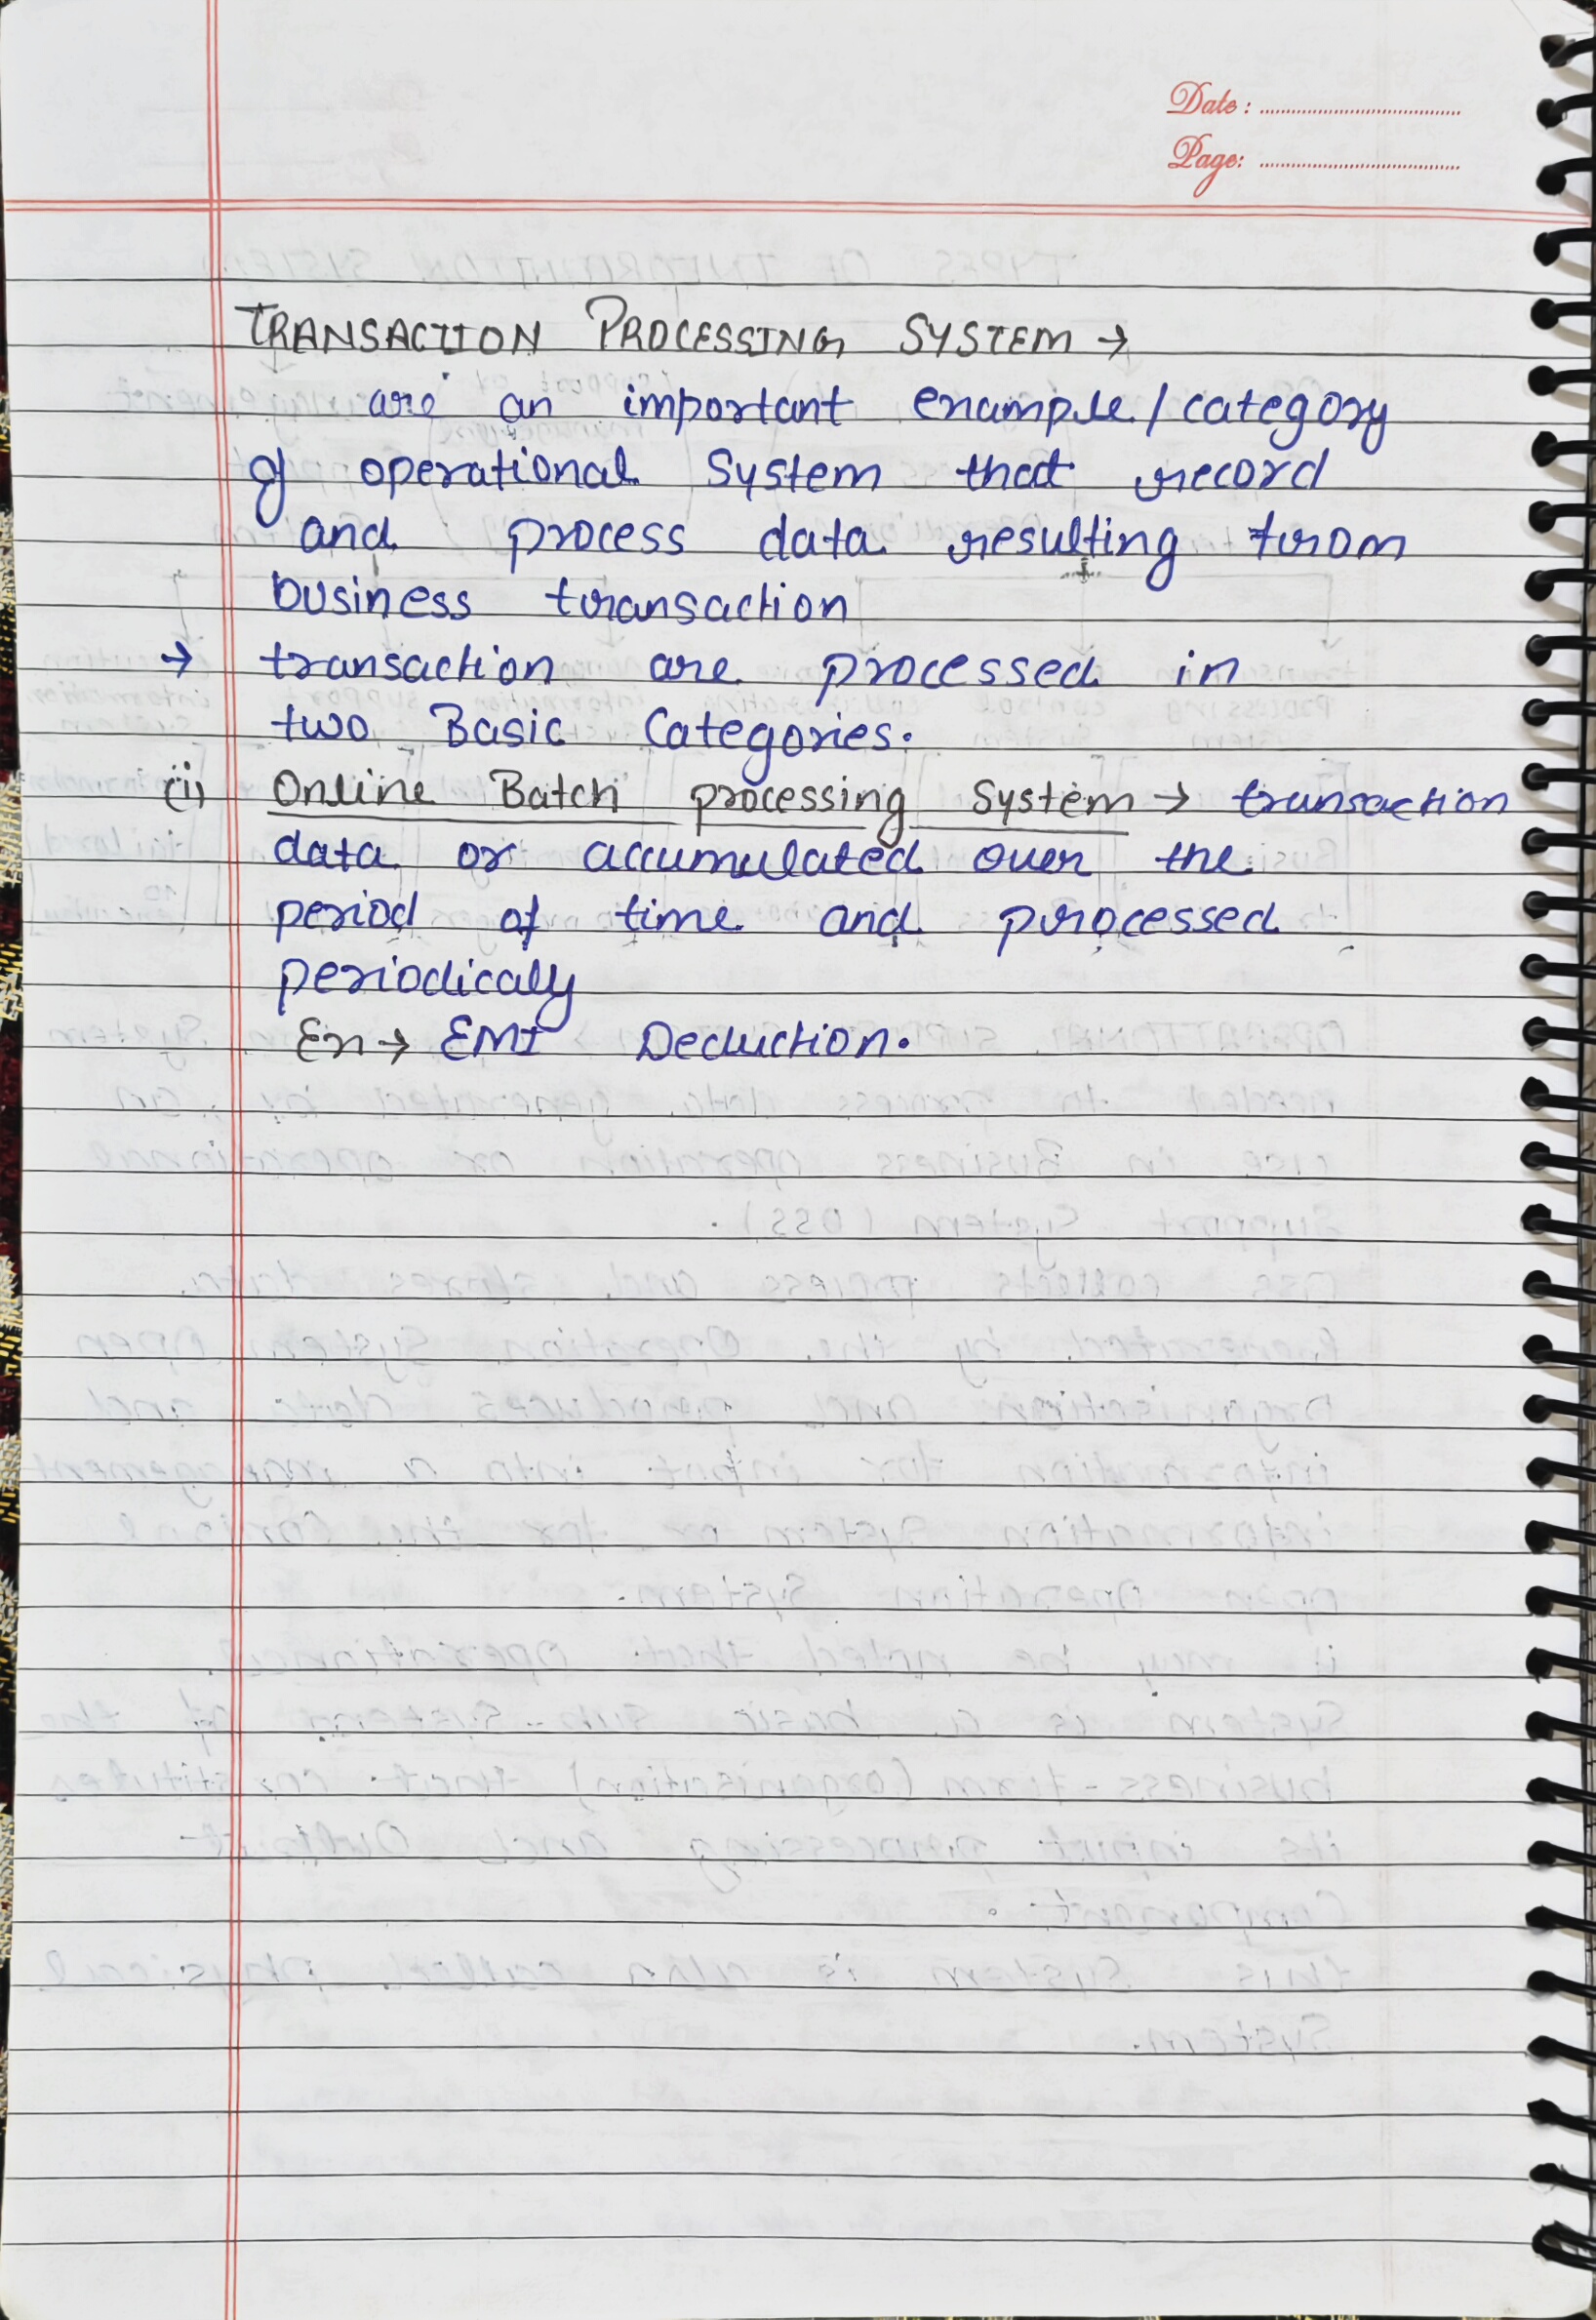 Date :
Page:
TRANSACTION PROCESSING SYSTEM →
are an important example / category
of operational System that record
and process data resulting from
business transaction
→ transaction are processed in
two Basic Categories.
(i) Online Batch processing System → transaction
data or accumulated over the
period of time and processed
periodically
Ex → EMI Deduction.